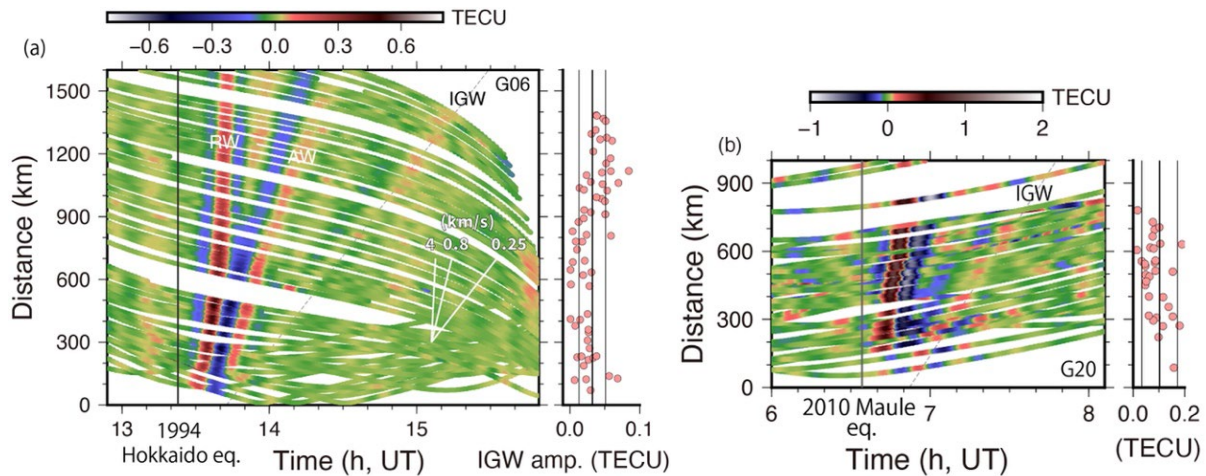 TECU
−0.6 −0.3 0.0 0.3 0.6
(a)
G06
IGW
RW
AW
(km/s)
4 0.8 0.25
1500
1200
900
600
300
0
Distance (km)
13 14 15
1994
Hokkaido eq.
Time (h, UT)
0.0 0.1
IGW amp. (TECU)
TECU
−1 0 1 2
(b)
IGW
G20
900
600
300
0
Distance (km)
6 7 8
2010 Maule
eq.
Time (h, UT)
0.0 0.1 0.2
(TECU)